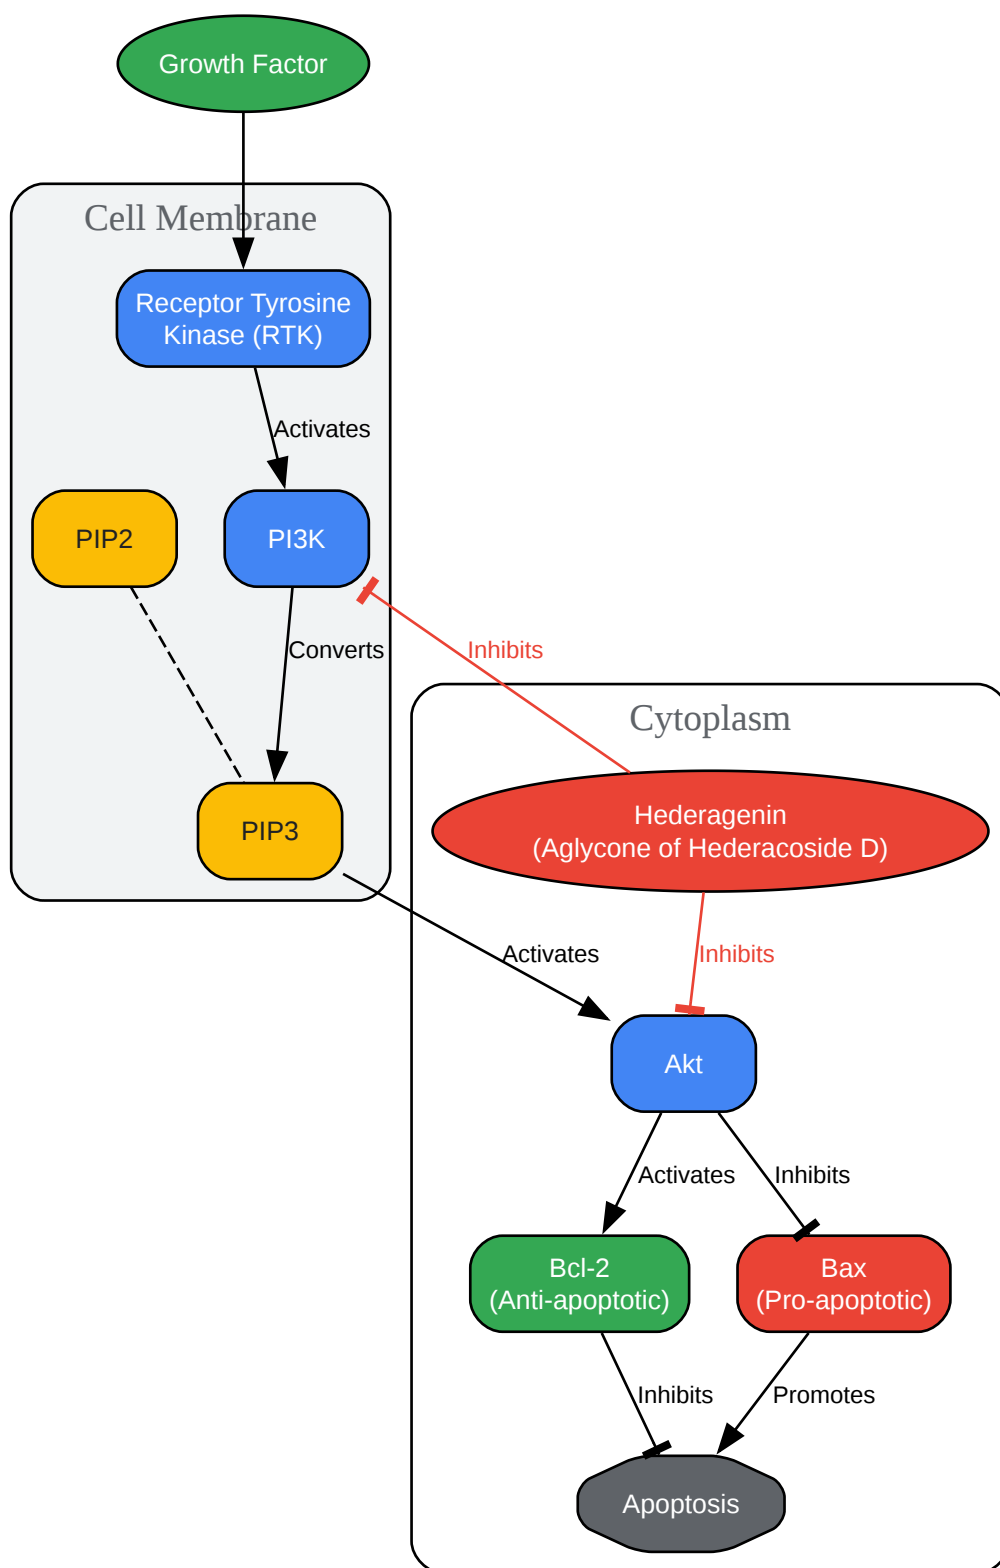 Growth Factor
Cell Membrane
Receptor Tyrosine
Kinase (RTK)
Activates
PIP2
PI3K
Converts
Inhibits
Cytoplasm
PIP3
Hederagenin
(Aglycone of Hederacoside D)
Activates
Inhibits
Akt
Activates
Inhibits
Bcl-2
(Anti-apoptotic)
Bax
(Pro-apoptotic)
Inhibits
Promotes
Apoptosis